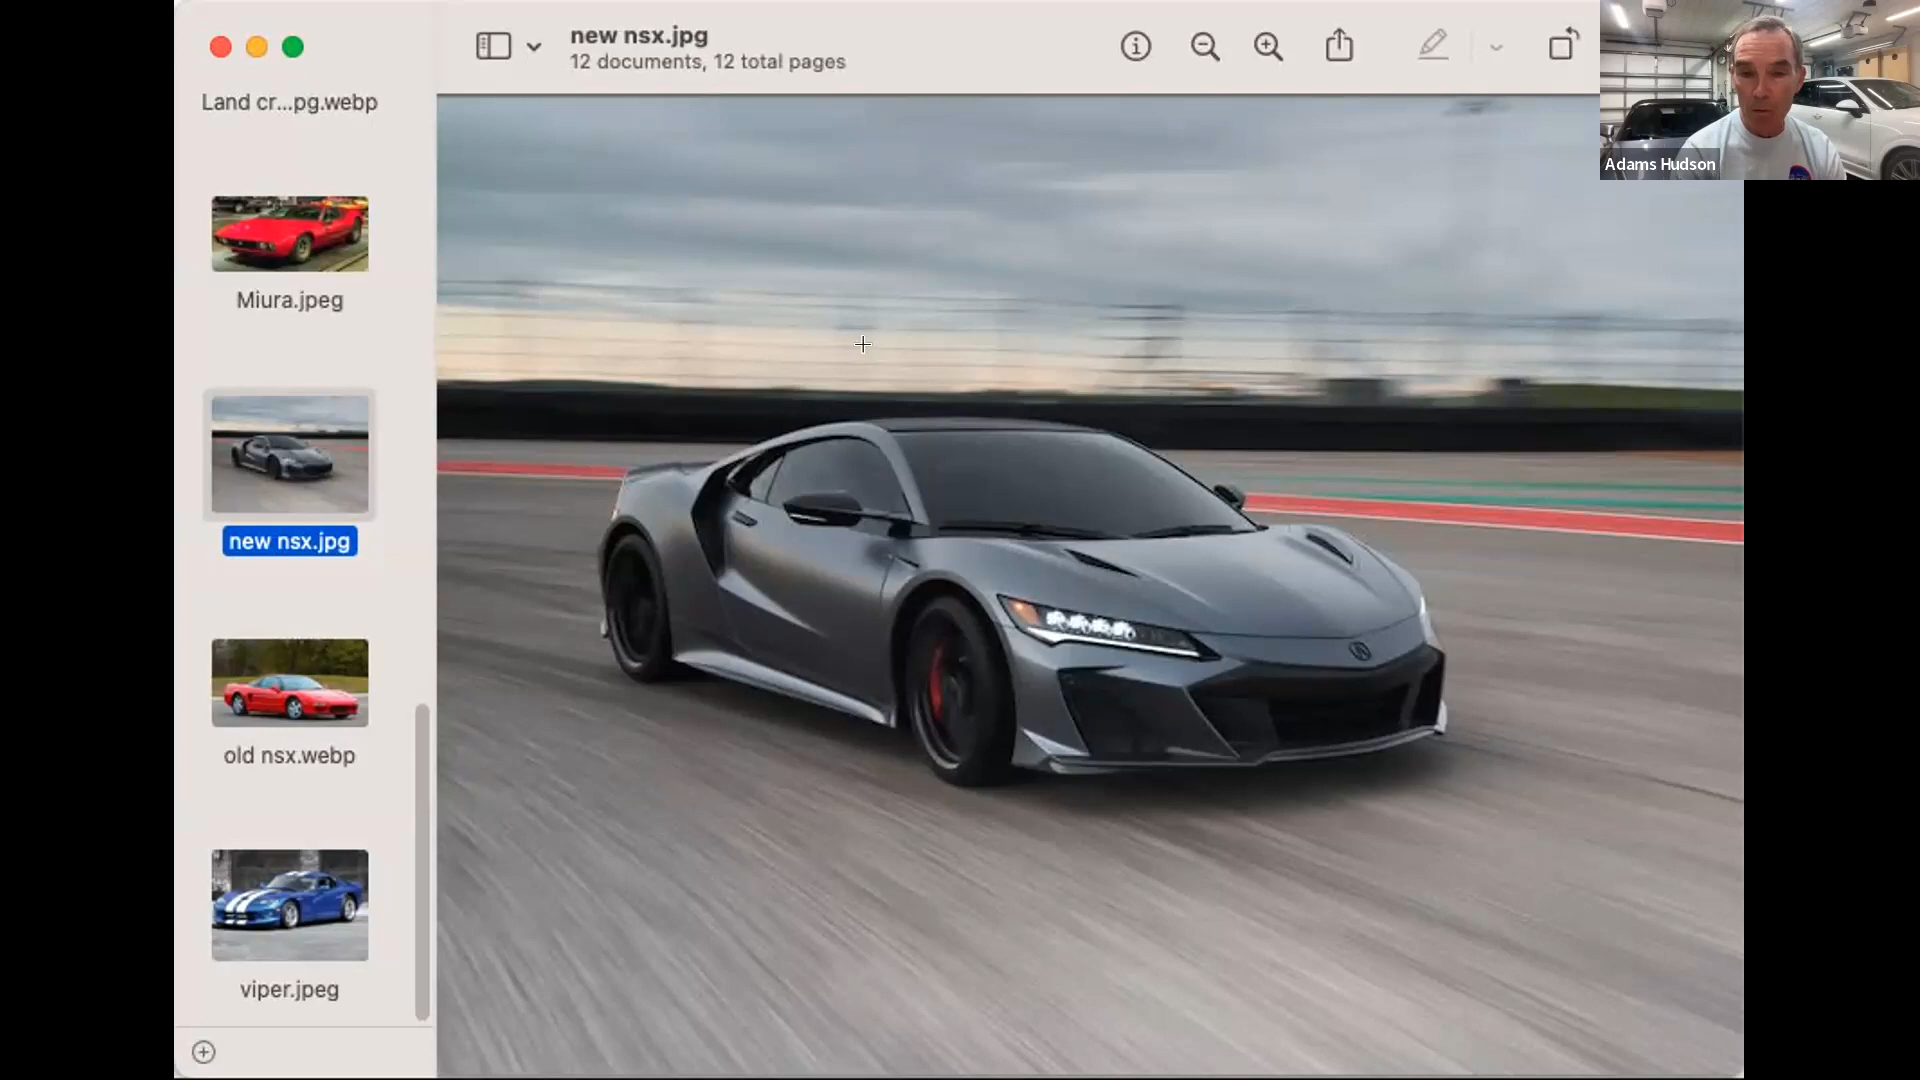 new nsx.jpg
12 documents, 12 total pages
Adams Hudson
Land cr...pg.webp
Miura.jpeg
new nsx.jpg
old nsx.webp
viper.jpeg